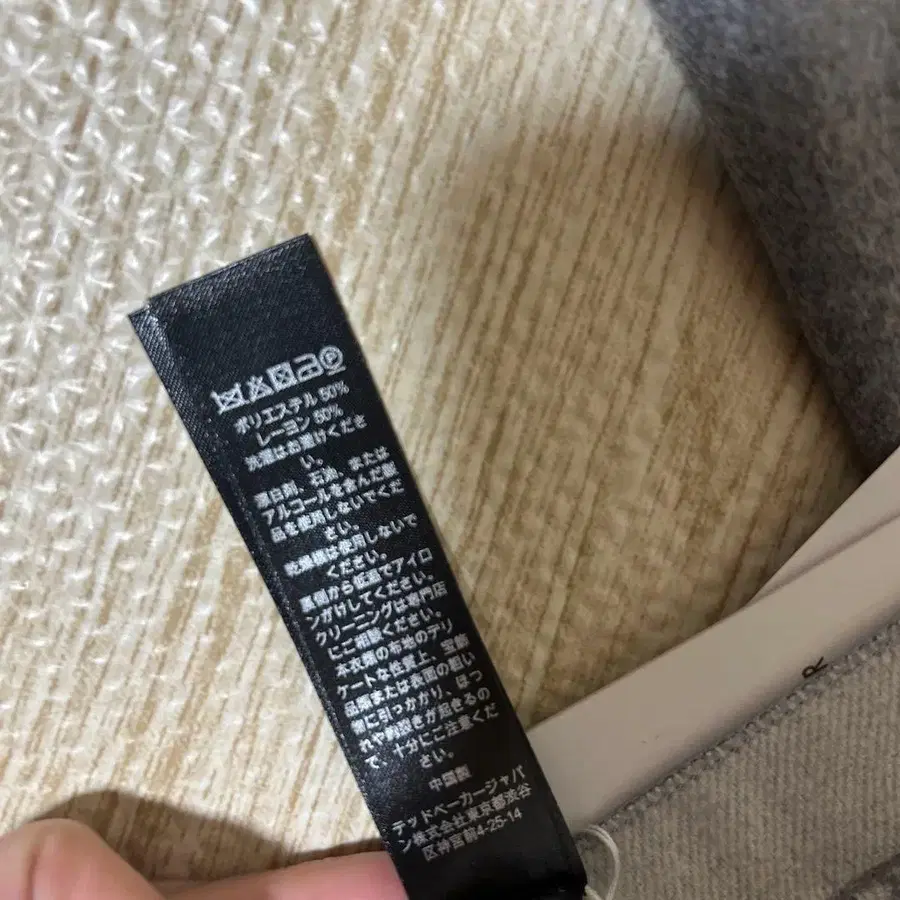 ポリエステル 50%
レーヨン 50%
洗濯はお避けくださ
い。
漂白剤、石油、または
アルコールを含んだ製
品を使用しないでくだ
さい。
乾燥機は使用しないで
ください。
裏側から低温でアイロ
ンがけしてください。
クリーニングは専門店
にご相談ください。
本衣類の布地のデリ
ケートな性質上、宝飾
品類または表面の粗い
物に引っかかり、ほつ
れや鉤裂きが起きるの
で、十分にご注意くだ
さい。
中国製
テッドベーカージャパ
ン株式会社東京都渋谷
区神宮前4-25-14
R